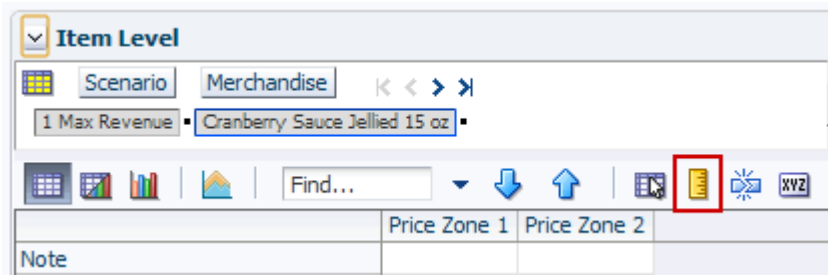 Item Level
Scenario Merchandise
1 Max Revenue Cranberry Sauce Jellied 15 oz
Find... XYZ
Price Zone 1 Price Zone 2
Note